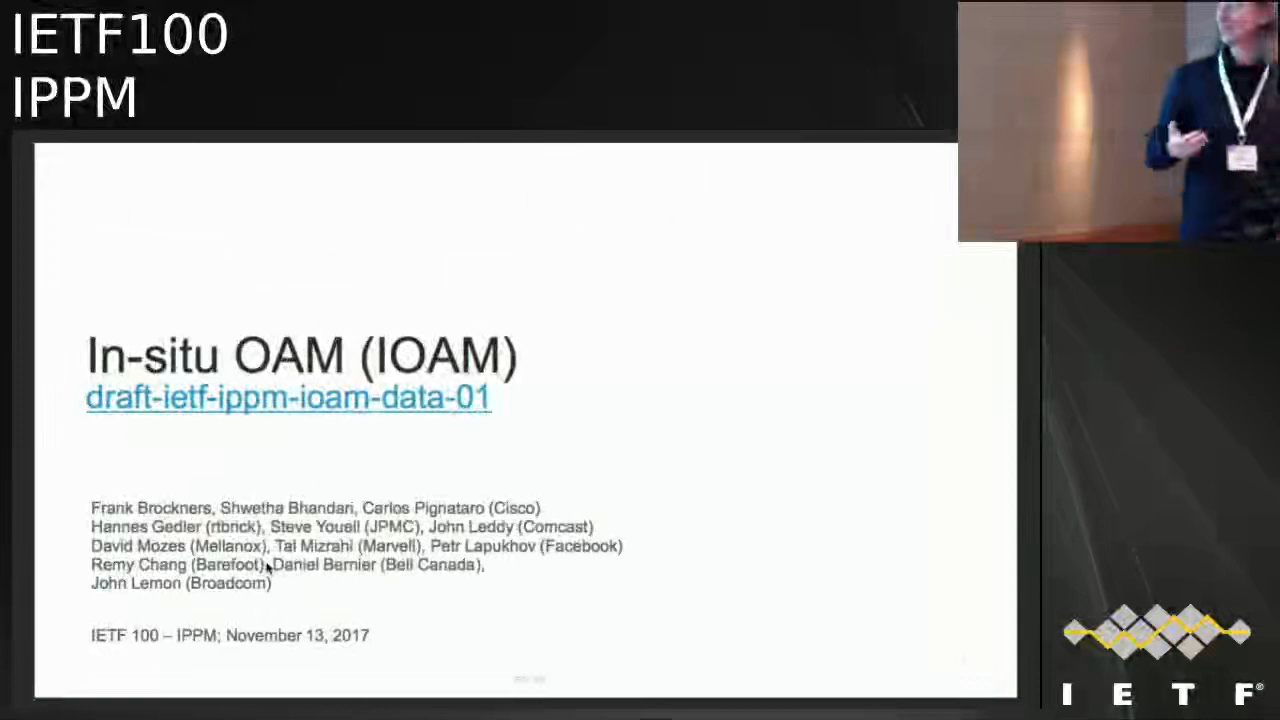 IETF100
IPPM
In-situ OAM (IOAM)
draft-ietf-ippm-ioam-data-01
Frank Brockners, Shwetha Bhandari, Carlos Pignataro (Cisco)
Hannes Gedler (rtbrick), Steve Youell (JPMC), John Leddy (Comcast)
David Mozes (Mellanox), Tal Mizrahi (Marvell), Petr Lapukhov (Facebook)
Remy Chang (Barefoot), Daniel Bernier (Bell Canada),
John Lemon (Broadcom)
IETF 100 – IPPM; November 13, 2017
I E T F®